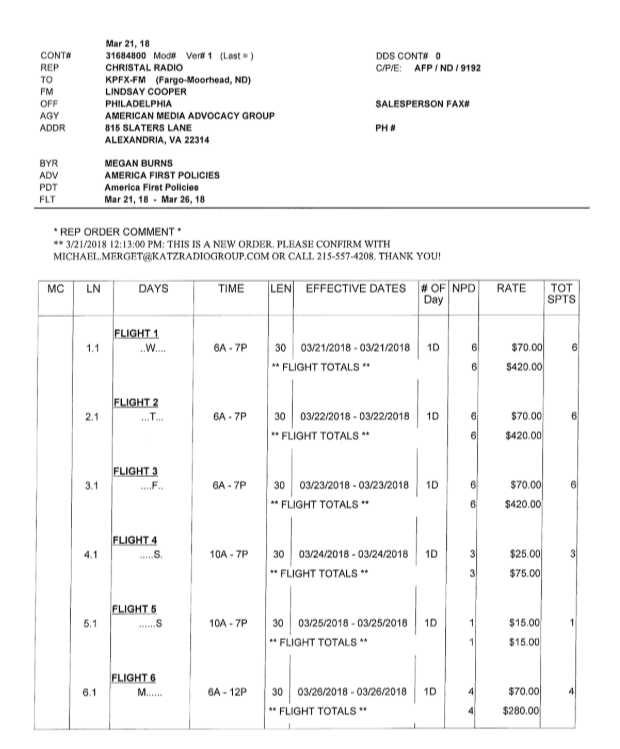 Mar 21, 18
CONT# 31684800 Mod# Ver# 1 (Last = ) DDS CONT# 0
REP CHRISTAL RADIO C/P/E: AFP / ND / 9192
TO KPFX-FM (Fargo-Moorhead, ND)
FM LINDSAY COOPER
OFF PHILADELPHIA SALESPERSON FAX#
AGY AMERICAN MEDIA ADVOCACY GROUP
ADDR 815 SLATERS LANE PH #
ALEXANDRIA, VA 22314
BYR MEGAN BURNS
ADV AMERICA FIRST POLICIES
PDT America First Policies
FLT Mar 21, 18 - Mar 26, 18
* REP ORDER COMMENT *
** 3/21/2018 12:13:00 PM: THIS IS A NEW ORDER. PLEASE CONFIRM WITH
MICHAEL.MERGET@KATZRADIOGROUP.COM OR CALL 215-557-4208. THANK YOU!
MC LN DAYS TIME LEN EFFECTIVE DATES # OF NPD RATE TOT
Day SPTS
FLIGHT 1
1.1 ..W.... 6A - 7P 30 03/21/2018 - 03/21/2018 1D 6 $70.00 6
** FLIGHT TOTALS ** 6 $420.00
FLIGHT 2
2.1 ...T... 6A - 7P 30 03/22/2018 - 03/22/2018 1D 6 $70.00 6
** FLIGHT TOTALS ** 6 $420.00
FLIGHT 3
3.1 ....F.. 6A - 7P 30 03/23/2018 - 03/23/2018 1D 6 $70.00 6
** FLIGHT TOTALS ** 6 $420.00
FLIGHT 4
4.1 .....S. 10A - 7P 30 03/24/2018 - 03/24/2018 1D 3 $25.00 3
** FLIGHT TOTALS ** 3 $75.00
FLIGHT 5
5.1 ......S 10A - 7P 30 03/25/2018 - 03/25/2018 1D 1 $15.00 1
** FLIGHT TOTALS ** 1 $15.00
FLIGHT 6
6.1 M...... 6A - 12P 30 03/26/2018 - 03/26/2018 1D 4 $70.00 4
** FLIGHT TOTALS ** 4 $280.00